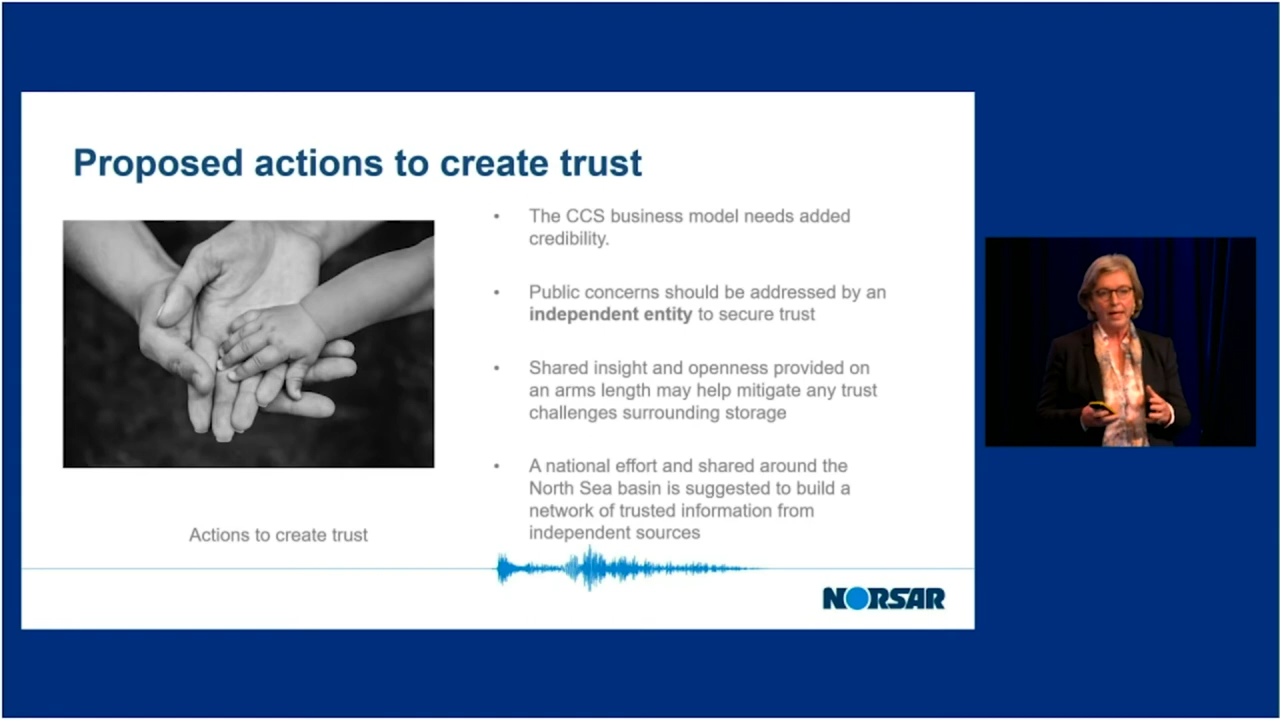 Proposed actions to create trust
• The CCS business model needs added
credibility.
• Public concerns should be addressed by an
independent entity to secure trust
• Shared insight and openness provided on
an arms length may help mitigate any trust
challenges surrounding storage
• A national effort and shared around the
North Sea basin is suggested to build a
network of trusted information from
independent sources
Actions to create trust
NORSAR